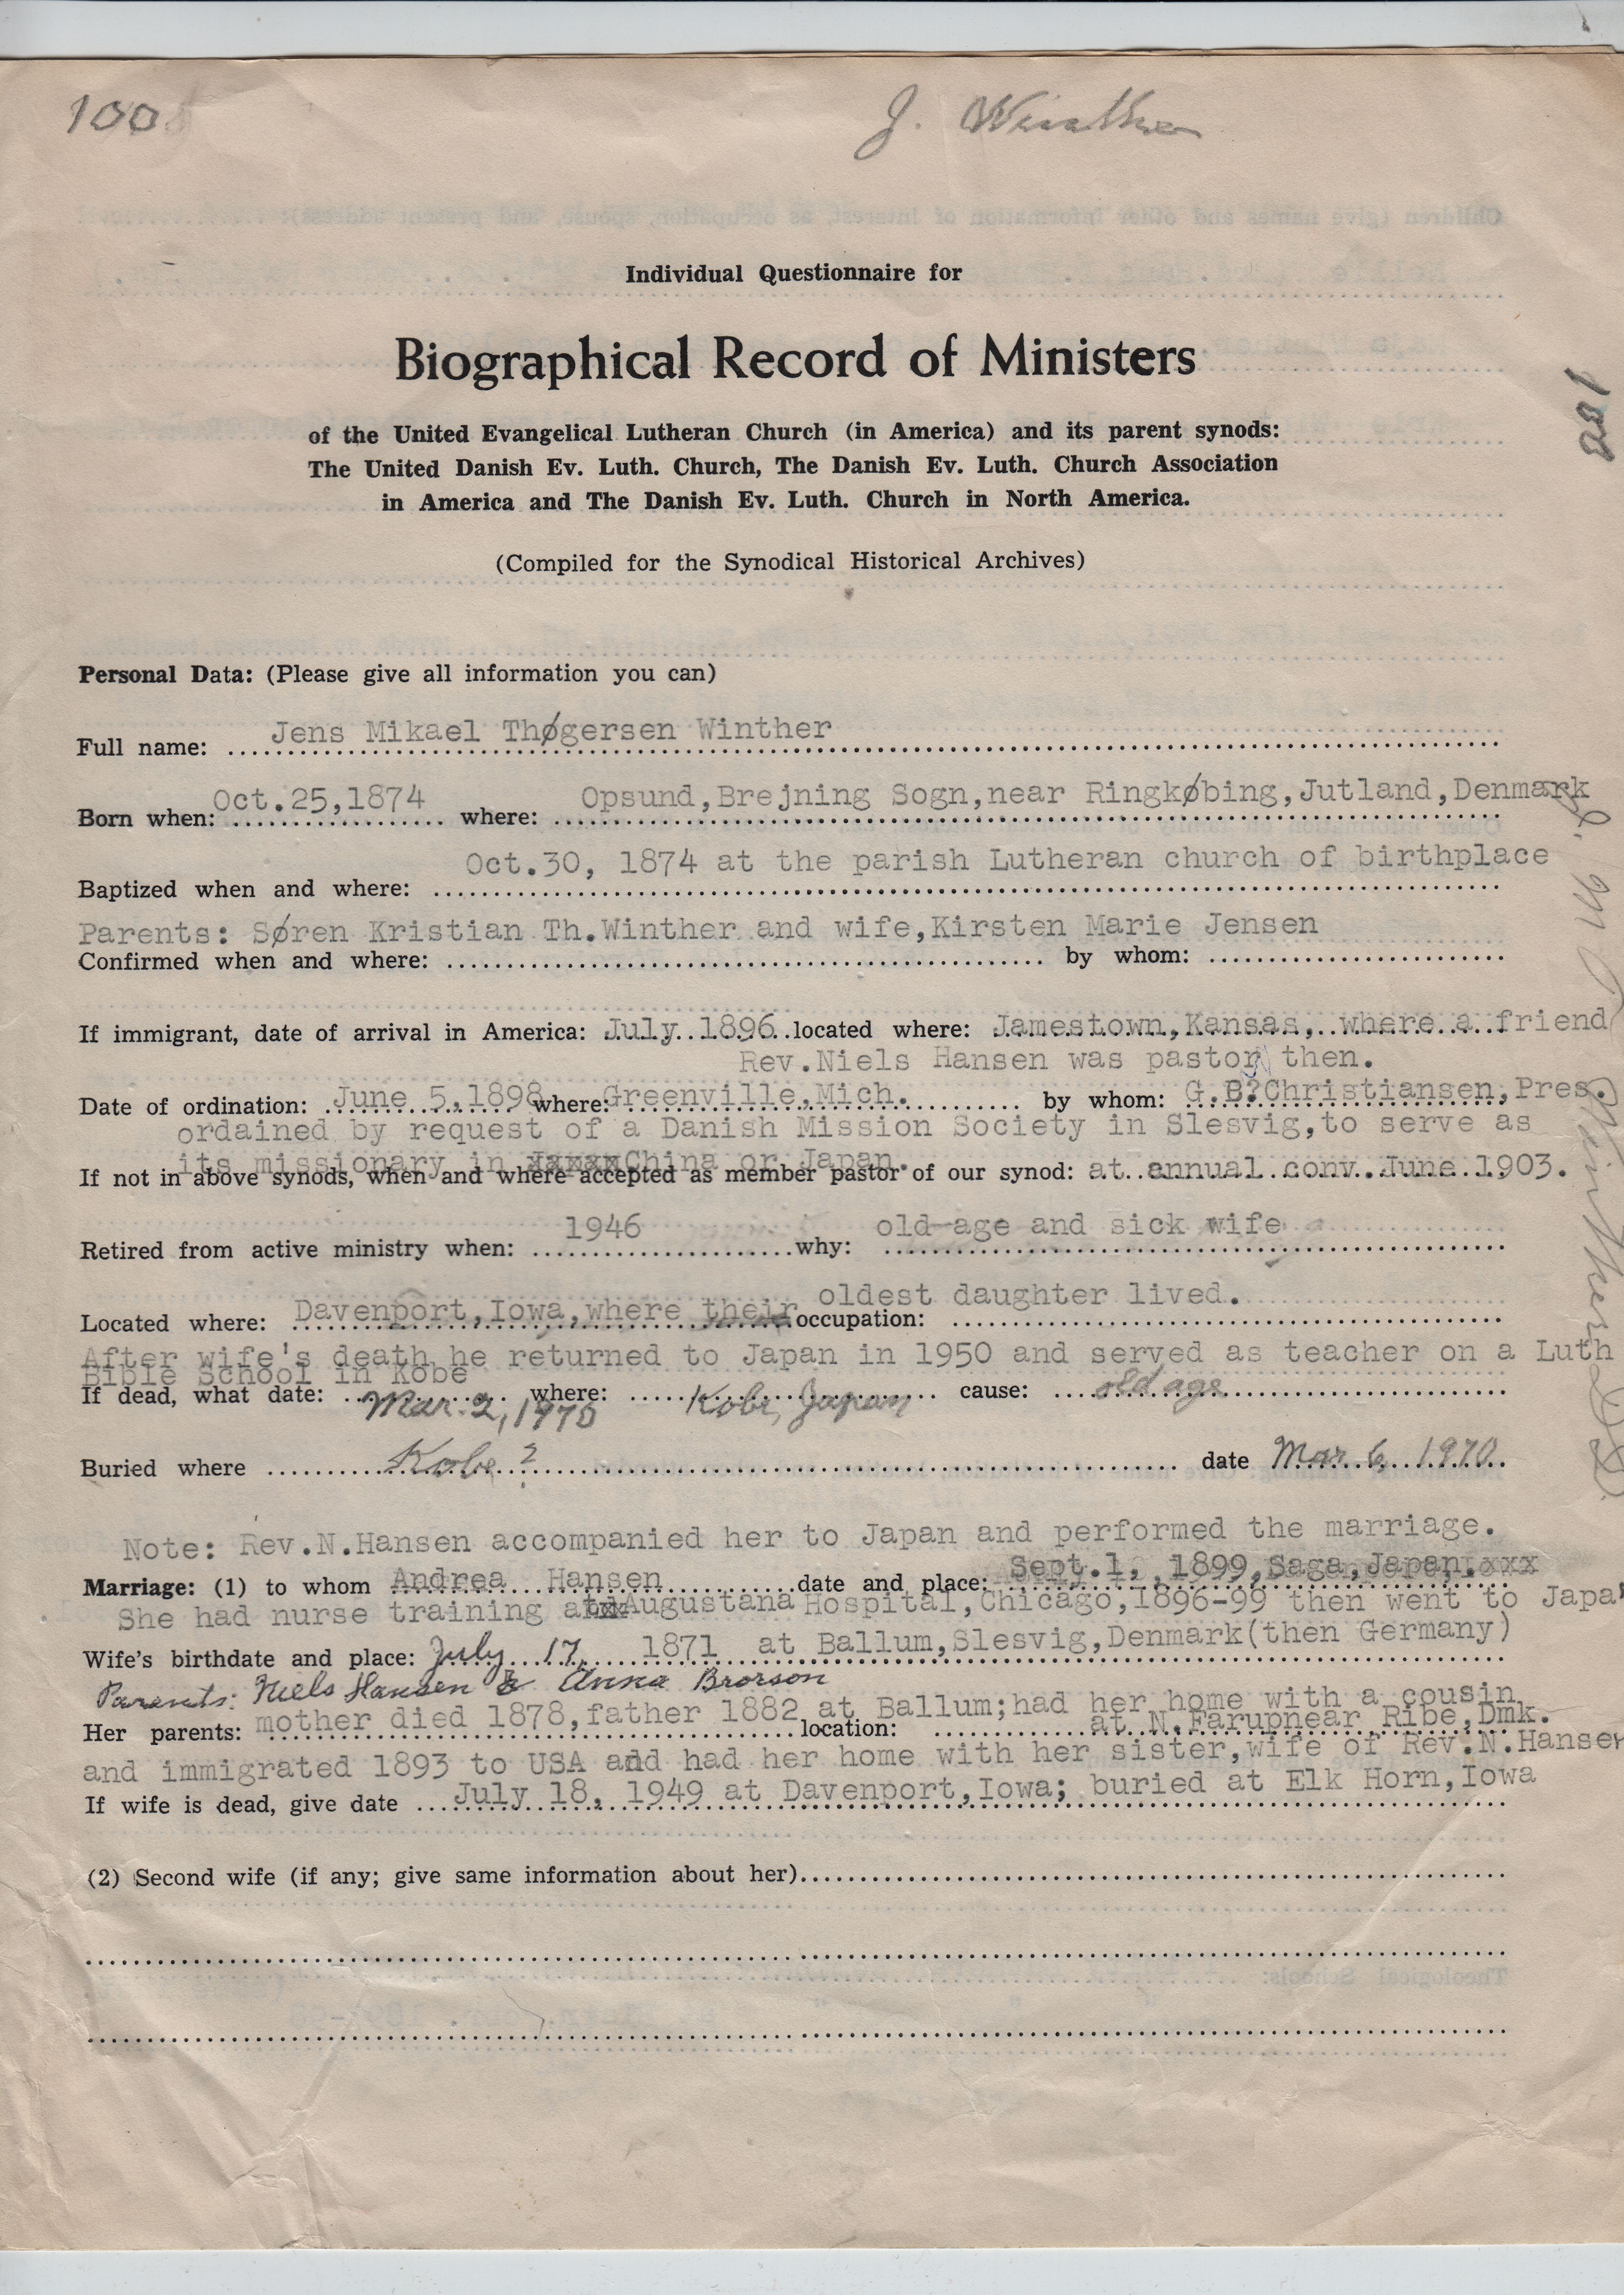 100
J. Winther
Individual Questionnaire for
Biographical Record of Ministers
of the United Evangelical Lutheran Church (in America) and its parent synods:
The United Danish Ev. Luth. Church, The Danish Ev. Luth. Church Association
in America and The Danish Ev. Luth. Church in North America.
(Compiled for the Synodical Historical Archives)
Personal Data: (Please give all information you can)
Full name: Jens Mikael Thøgersen Winther
Born when: Oct.25,1874 where: Opsund,Brejning Sogn,near Ringkøbing,Jutland,Denmark
Baptized when and where: Oct.30, 1874 at the parish Lutheran church of birthplace
Parents: Søren Kristian Th.Winther and wife,Kirsten Marie Jensen
Confirmed when and where: by whom:
If immigrant, date of arrival in America: July 1896 located where: Jamestown,Kansas, where a friend
Rev.Niels Hansen was pastor then.
Date of ordination: June 5,1898 where: Greenville,Mich. by whom: G.B?Christiansen,Pres.
ordained by request of a Danish Mission Society in Slesvig,to serve as
its missionary in China or Japan.
If not in above synods, when and where accepted as member pastor of our synod: at annual conv. June 1903.
Retired from active ministry when: 1946 why: old age and sick wife
Located where: Davenport,Iowa,where their oldest daughter lived. occupation:
After wife's death he returned to Japan in 1950 and served as teacher on a Luth
Bible School in Kobe
If dead, what date: Mar. 2, 1970 where: Kobe, Japan cause: old age
Buried where Kobe ? date Mar. 6, 1970
Note: Rev.N.Hansen accompanied her to Japan and performed the marriage.
Marriage: (1) to whom Andrea Hansen date and place: Sept.1, 1899,Saga,Japan.xxx
She had nurse training at Augustana Hospital,Chicago,1896-99 then went to Japa
Wife's birthdate and place: July 17, 1871 at Ballum,Slesvig,Denmark(then Germany)
Parents: Niels Hansen & Anna Brorson
Her parents: mother died 1878,father 1882 at Ballum;had her home with a cousin
location: at N.Farupnear Ribe,Dmk.
and immigrated 1893 to USA and had her home with her sister,wife of Rev.N.Hansen
If wife is dead, give date July 18, 1949 at Davenport,Iowa; buried at Elk Horn,Iowa
(2) Second wife (if any; give same information about her)
100
J. M. T. Winther D.D.